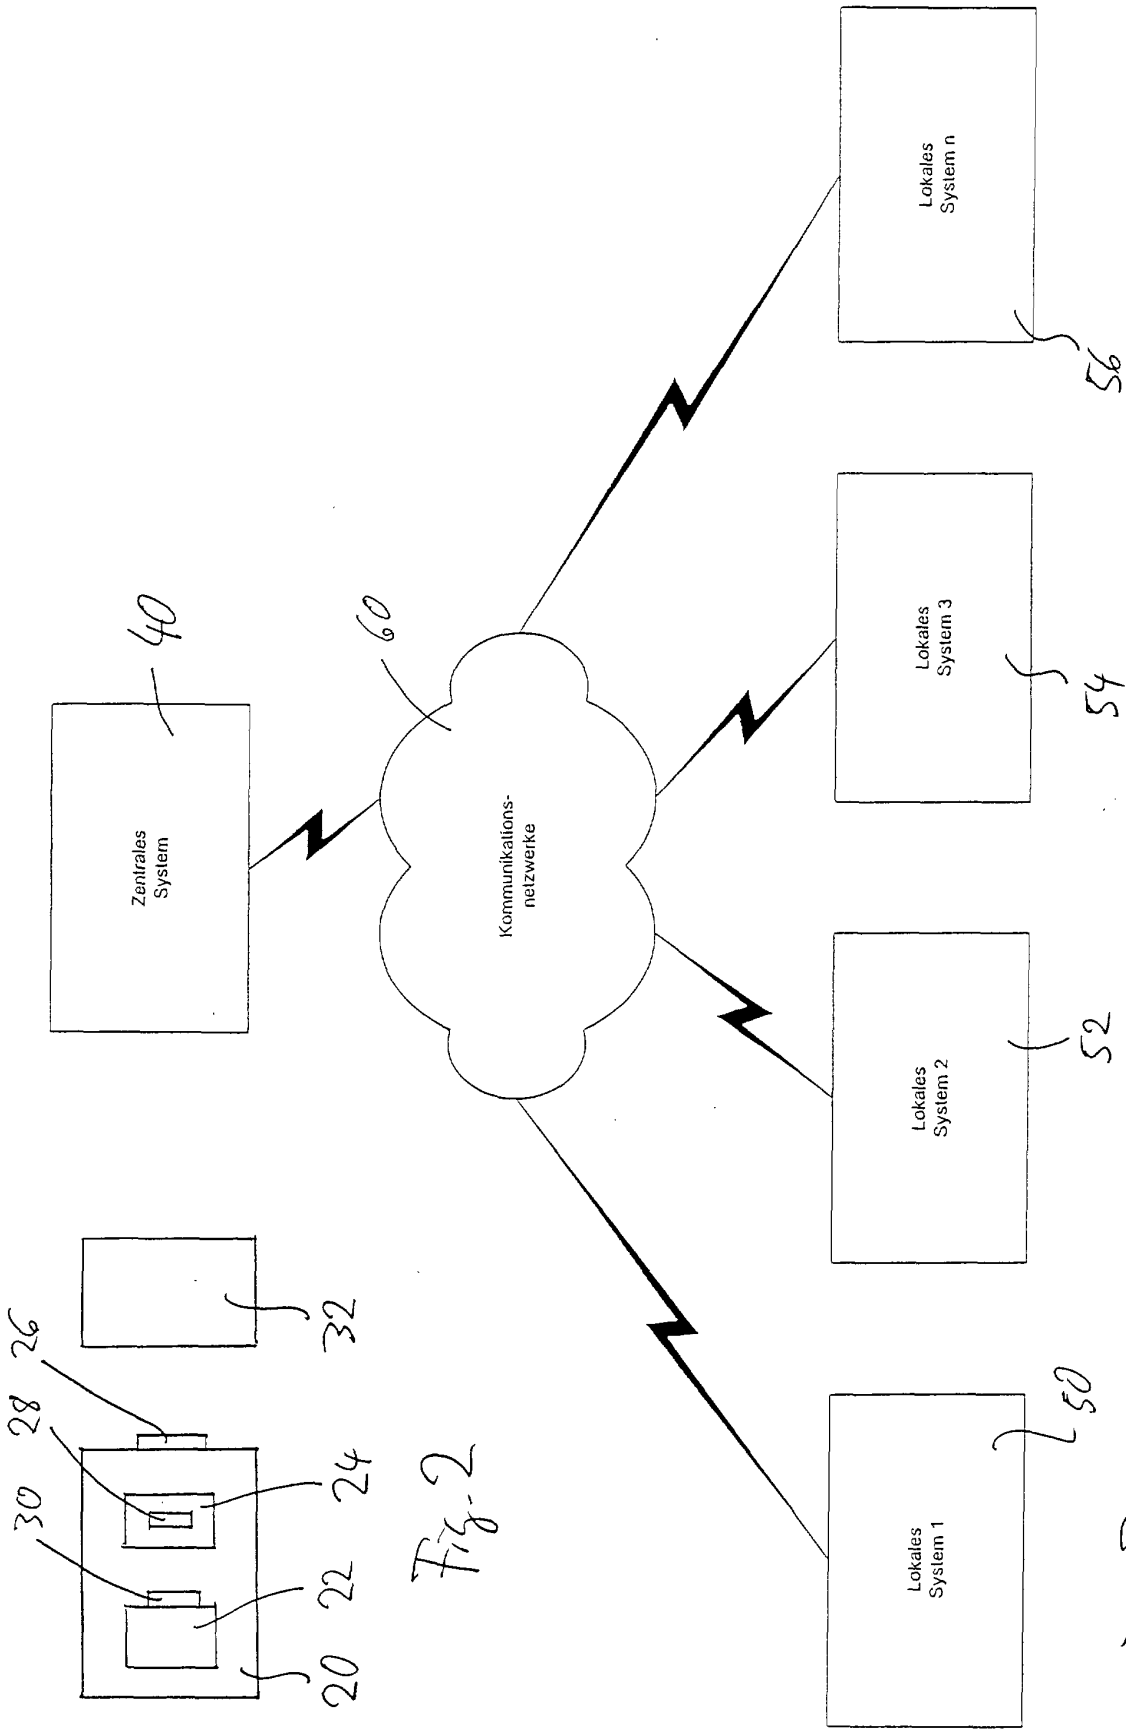 30
28
26
20
22
24
32
Fig. 2
40
Zentrales
System
60
Kommunikations-
netzwerke
Lokales
System 1
50
Lokales
System 2
52
Lokales
System 3
54
Lokales
System n
56